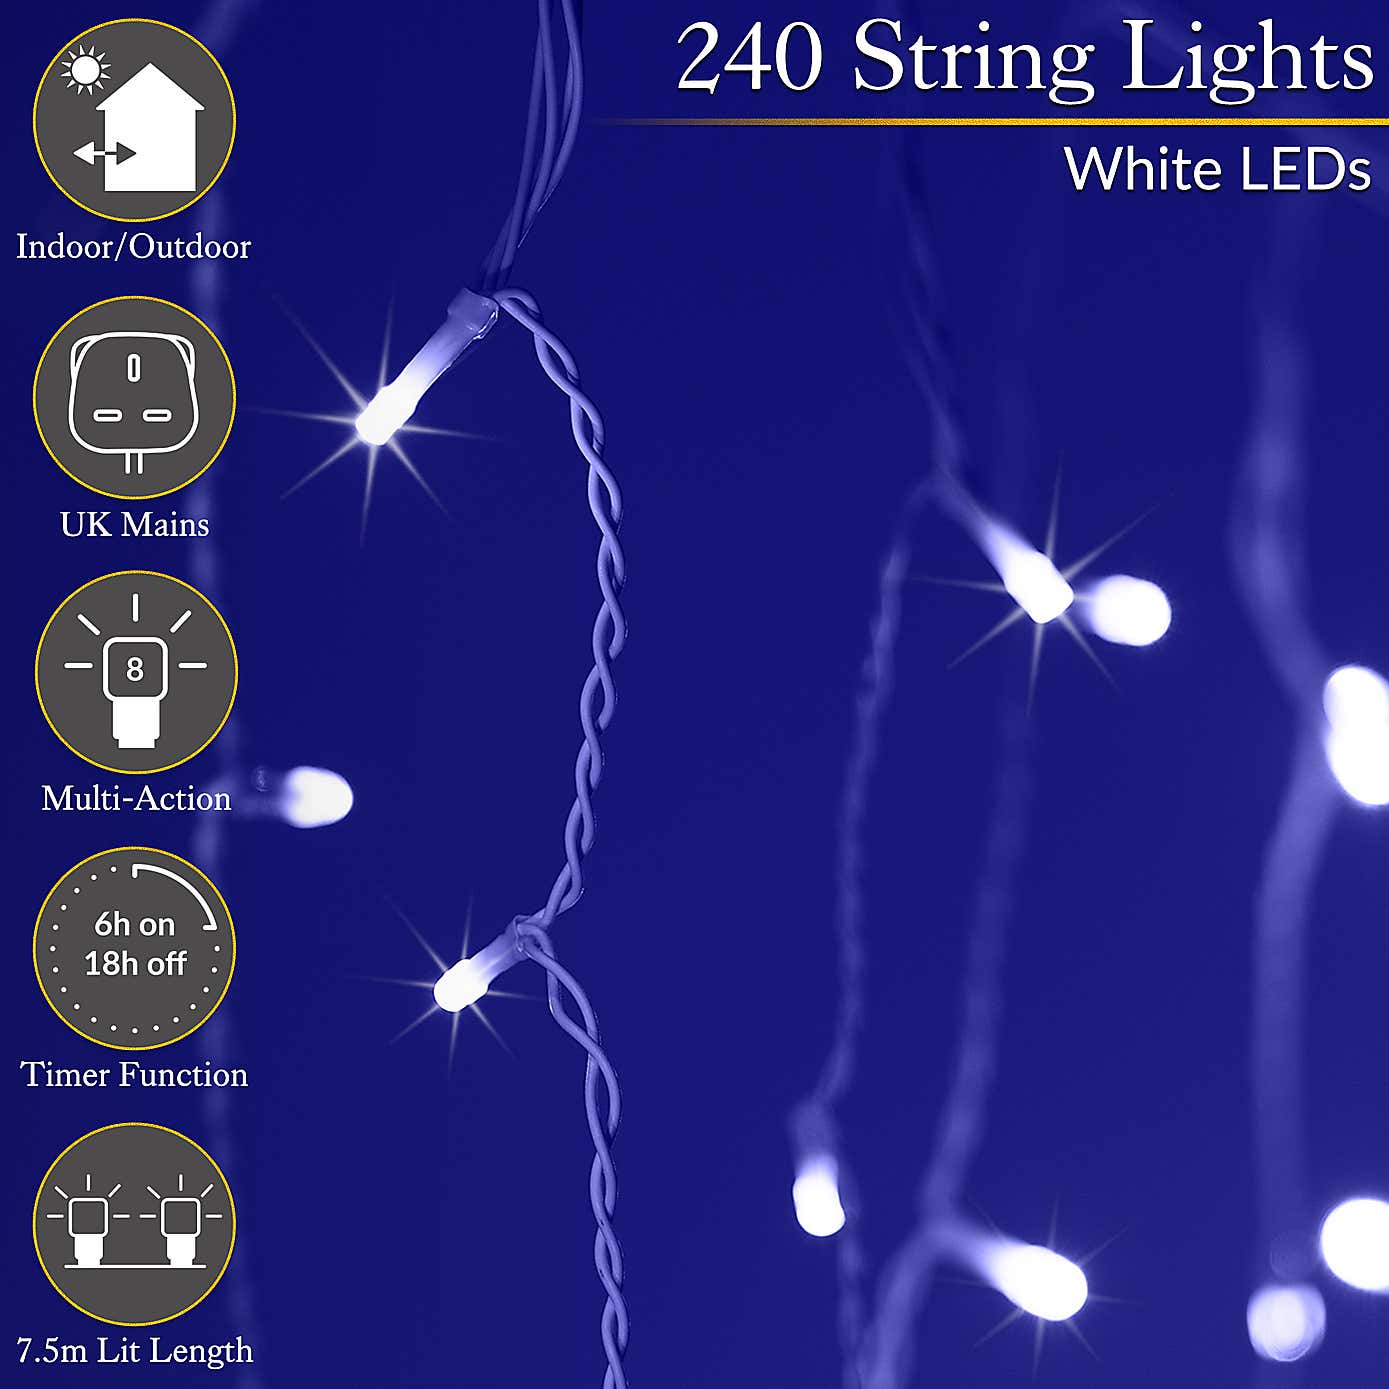 240 String Lights
White LEDs
Indoor/Outdoor
UK Mains
8
Multi-Action
6h on
18h off
Timer Function
7.5m Lit Length